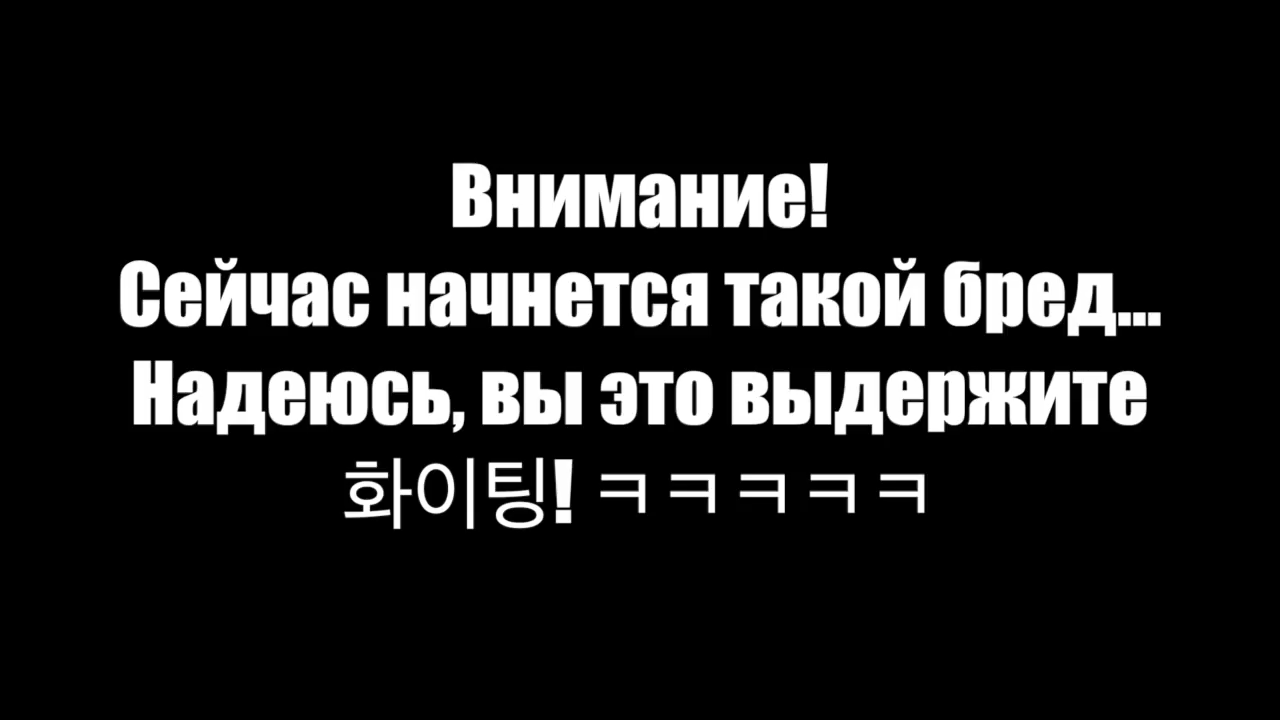 Внимание!
Сейчас начнется такой бред...
Надеюсь, вы это выдержите
화이팅! ㅋㅋㅋㅋㅋ